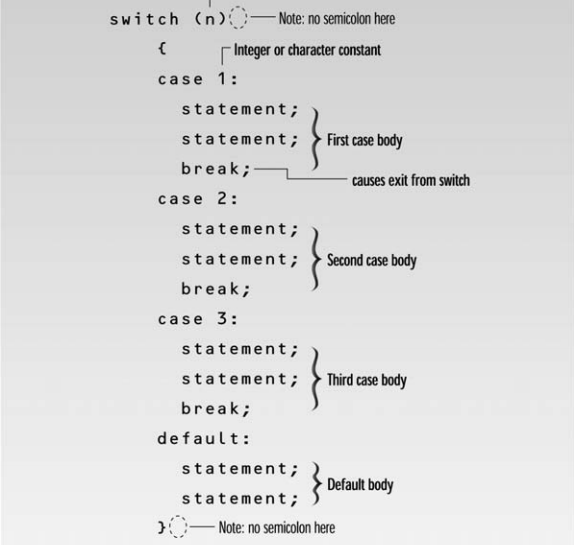 switch (n) Note: no semicolon here
{ Integer or character constant
case 1:
statement;
statement; First case body
break; causes exit from switch
case 2:
statement;
statement; Second case body
break;
case 3:
statement;
statement; Third case body
break;
default:
statement;
statement; Default body
} Note: no semicolon here